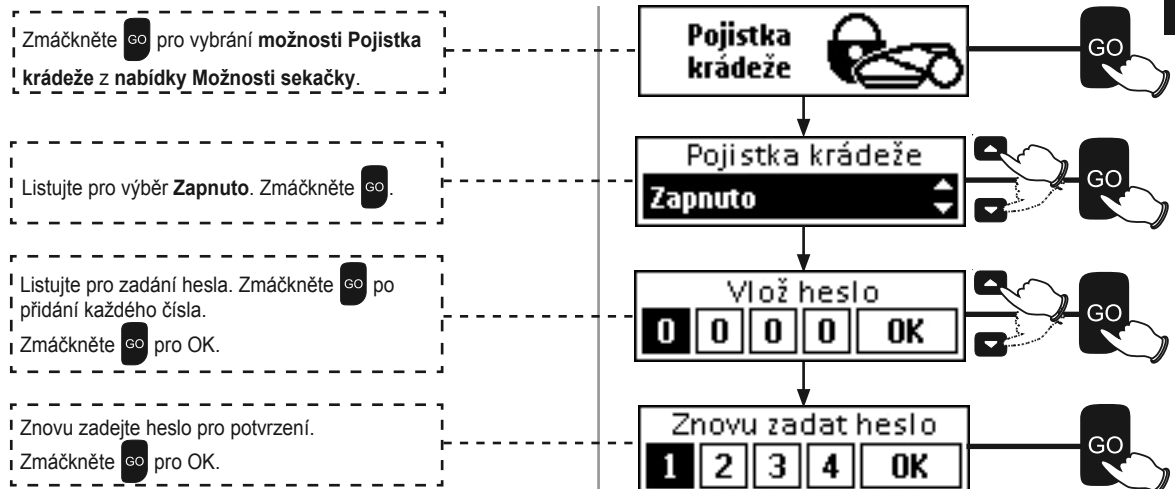 Zmáčkněte GO pro vybrání možnosti Pojistka
krádeže z nabídky Možnosti sekačky.
Pojistka
krádeže
GO
Listujte pro výběr Zapnuto. Zmáčkněte GO.
Pojistka krádeže
Zapnuto
GO
Listujte pro zadání hesla. Zmáčkněte GO po
přidání každého čísla.
Zmáčkněte GO pro OK.
Vlož heslo
0 0 0 0 OK
GO
Znovu zadejte heslo pro potvrzení.
Zmáčkněte GO pro OK.
Znovu zadat heslo
1 2 3 4 OK
GO